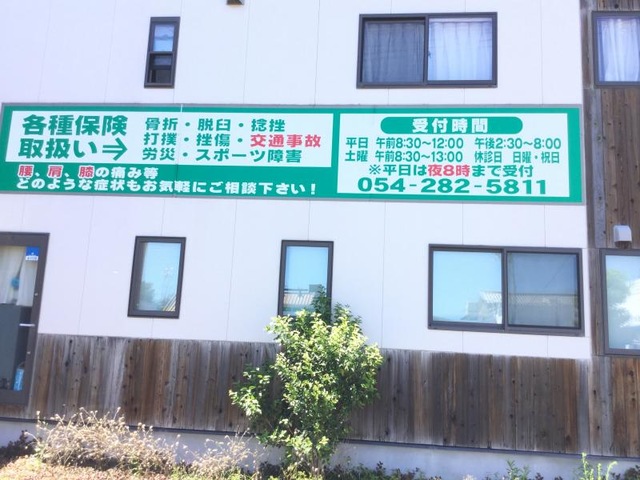 各種保険
取扱い→
骨折・脱臼・捻挫
打撲・挫傷・交通事故
労災・スポーツ障害
腰、肩、膝の痛み等
どのような症状もお気軽にご相談下さい！
受付時間
平日 午前8:30〜12:00 午後2:30〜8:00
土曜 午前8:30〜13:00 休診日 日曜・祝日
※平日は夜8時まで受付
054-282-5811